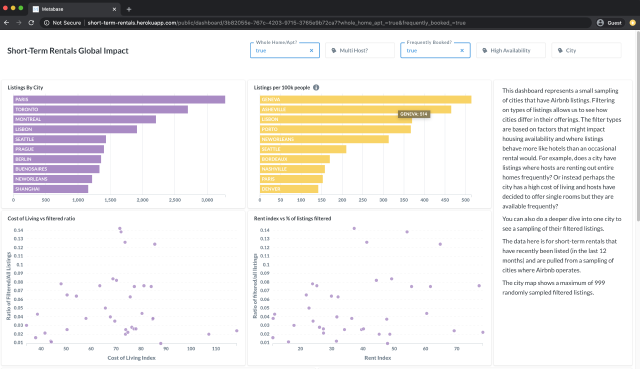 Metabase
Not Secure | short-term-rentals.herokuapp.com/public/dashboard/
?whole_home_apt_=true&frequently_booked_=true
Guest
Short-Term Rentals Global Impact
Whole Home/Apt?
true
Multi Host?
Frequently Booked?
true
High Availability
City
Listings By City
PARIS
TORONTO
MONTREAL
LISBON
SEATTLE
PRAGUE
BERLIN
BUENOSAIRES
NEWORLEANS
SHANGHAI
0 500 1,000 1,500 2,000 2,500 3,000
Listings per 100k people
GENEVA
ASHEVILLE
LISBON
PORTO
NEWORLEANS
SEATTLE
BORDEAUX
NASHVILLE
PARIS
DENVER
GENEVA: 514
0 50 100 150 200 250 300 350 400 450 500
This dashboard represents a small sampling
of cities that have Airbnb listings. Filtering
on types of listings allows us to see how
cities differ in their offerings. The filter types
are based on factors that might impact
housing availability and where listings
behave more like hotels than an occasional
rental would. For example, does a city have
listings where hosts are renting out entire
homes frequently? Or instead perhaps the
city has a high cost of living and hosts have
decided to offer single rooms but they are
available frequently?
You can also do a deeper dive into one city to
see a sampling of their filtered listings.
The data here is for short-term rentals that
have recently been listed (in the last 12
months) and are pulled from a sampling of
cities where Airbnb operates.
The city map shows a maximum of 999
randomly sampled filtered listings.
Cost of Living vs filtered ratio
Ratio of Filtered/All Listings
0.14
0.13
0.12
0.11
0.1
0.09
0.08
0.07
0.06
0.05
0.04
0.03
0.02
0.01
40 50 60 70 80 90 100 110
Cost of Living Index
Rent index vs % of listings filtered
Ratio of filtered/all listings
0.14
0.13
0.12
0.11
0.1
0.09
0.08
0.07
0.06
0.05
0.04
0.03
0.02
0.01
20 30 40 50 60 70
Rent Index